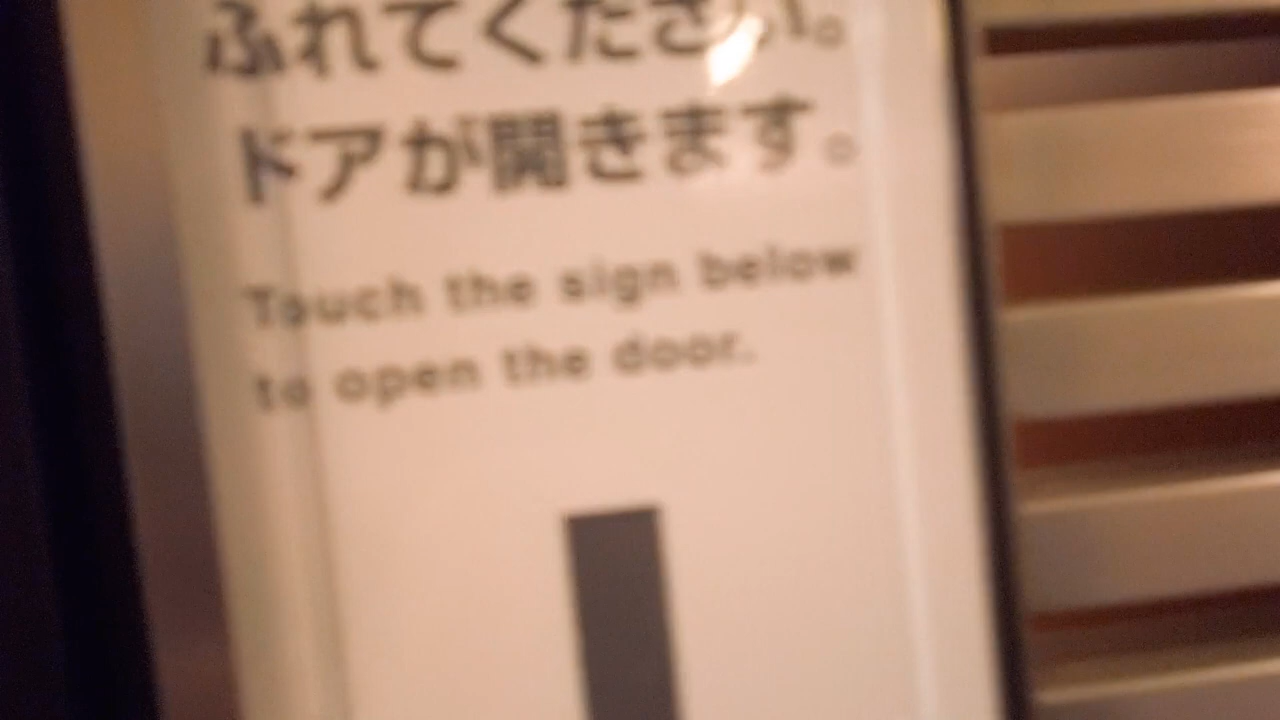 ふれてください。
ドアが開きます。
Touch the sign below
to open the door.